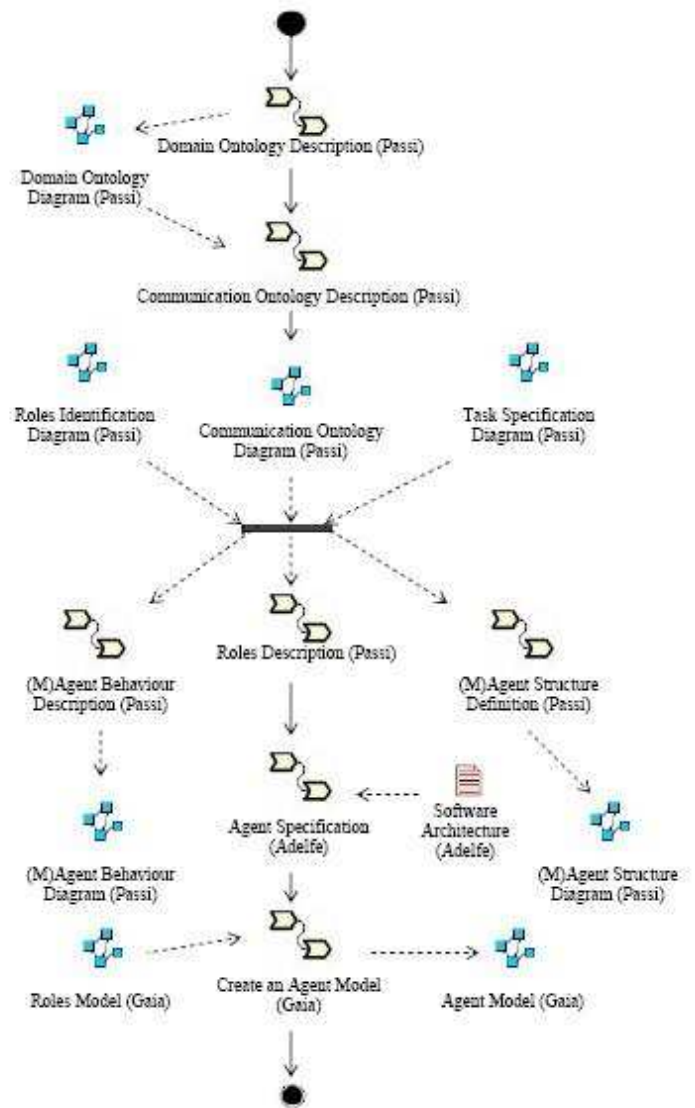 Domain Ontology Description (Passi)
Domain Ontology
Diagram (Passi)
Communication Ontology Description (Passi)
Roles Identification
Diagram (Passi)
Communication Ontology
Diagram (Passi)
Task Specification
Diagram (Passi)
(M)Agent Behaviour
Description (Passi)
Roles Description (Passi)
(M)Agent Structure
Definition (Passi)
Agent Specification
(Adelfe)
Software
Architecture
(Adelfe)
(M)Agent Behaviour
Diagram (Passi)
(M)Agent Structure
Diagram (Passi)
Roles Model (Gaia)
Create an Agent Model
(Gaia)
Agent Model (Gaia)